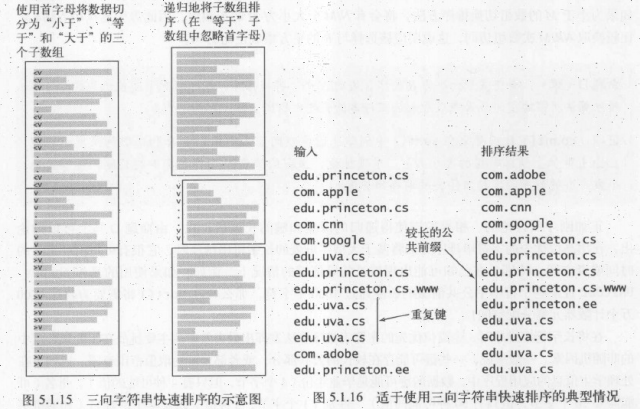 使用首字母将数据切
分为“小于”、“等
于”和“大于”的三
个子数组
递归地将子数组排
序（在“等于”子
数组中忽略首字母）
<v
<v
<v
<v
<v
<v
<v
<v
v
v
v
v
>v
>v
>v
>v
>v
>v
>v
v
v
v
图 5.1.15 三向字符串快速排序的示意图
输入
edu.princeton.cs
com.apple
edu.princeton.cs
com.cnn
com.google
edu.uva.cs
edu.princeton.cs
edu.princeton.cs.www
edu.uva.cs
edu.uva.cs
edu.uva.cs
com.adobe
edu.princeton.ee
重复键
较长的公
共前缀
排序结果
com.adobe
com.apple
com.cnn
com.google
edu.princeton.cs
edu.princeton.cs
edu.princeton.cs
edu.princeton.cs.www
edu.princeton.ee
edu.uva.cs
edu.uva.cs
edu.uva.cs
edu.uva.cs
图 5.1.16 适于使用三向字符串快速排序的典型情况